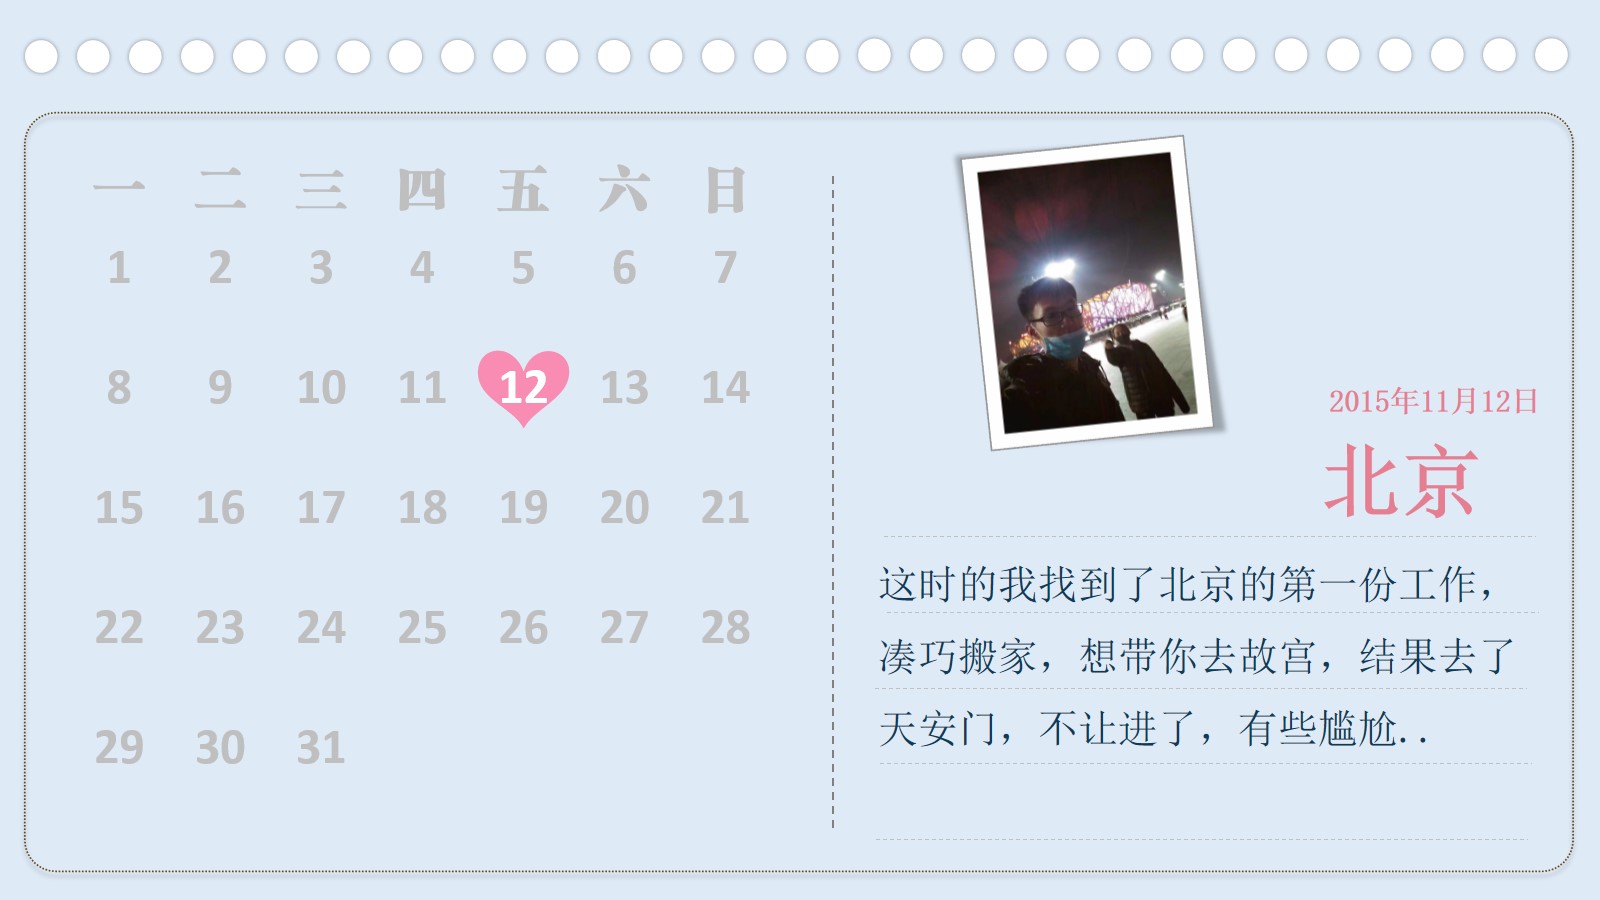 一 二 三 四 五 六 日
1 2 3 4 5 6 7
8 9 10 11 12 13 14
15 16 17 18 19 20 21
22 23 24 25 26 27 28
29 30 31
2015年11月12日
北京
这时的我找到了北京的第一份工作，
凑巧搬家，想带你去故宫，结果去了
天安门，不让进了，有些尴尬..